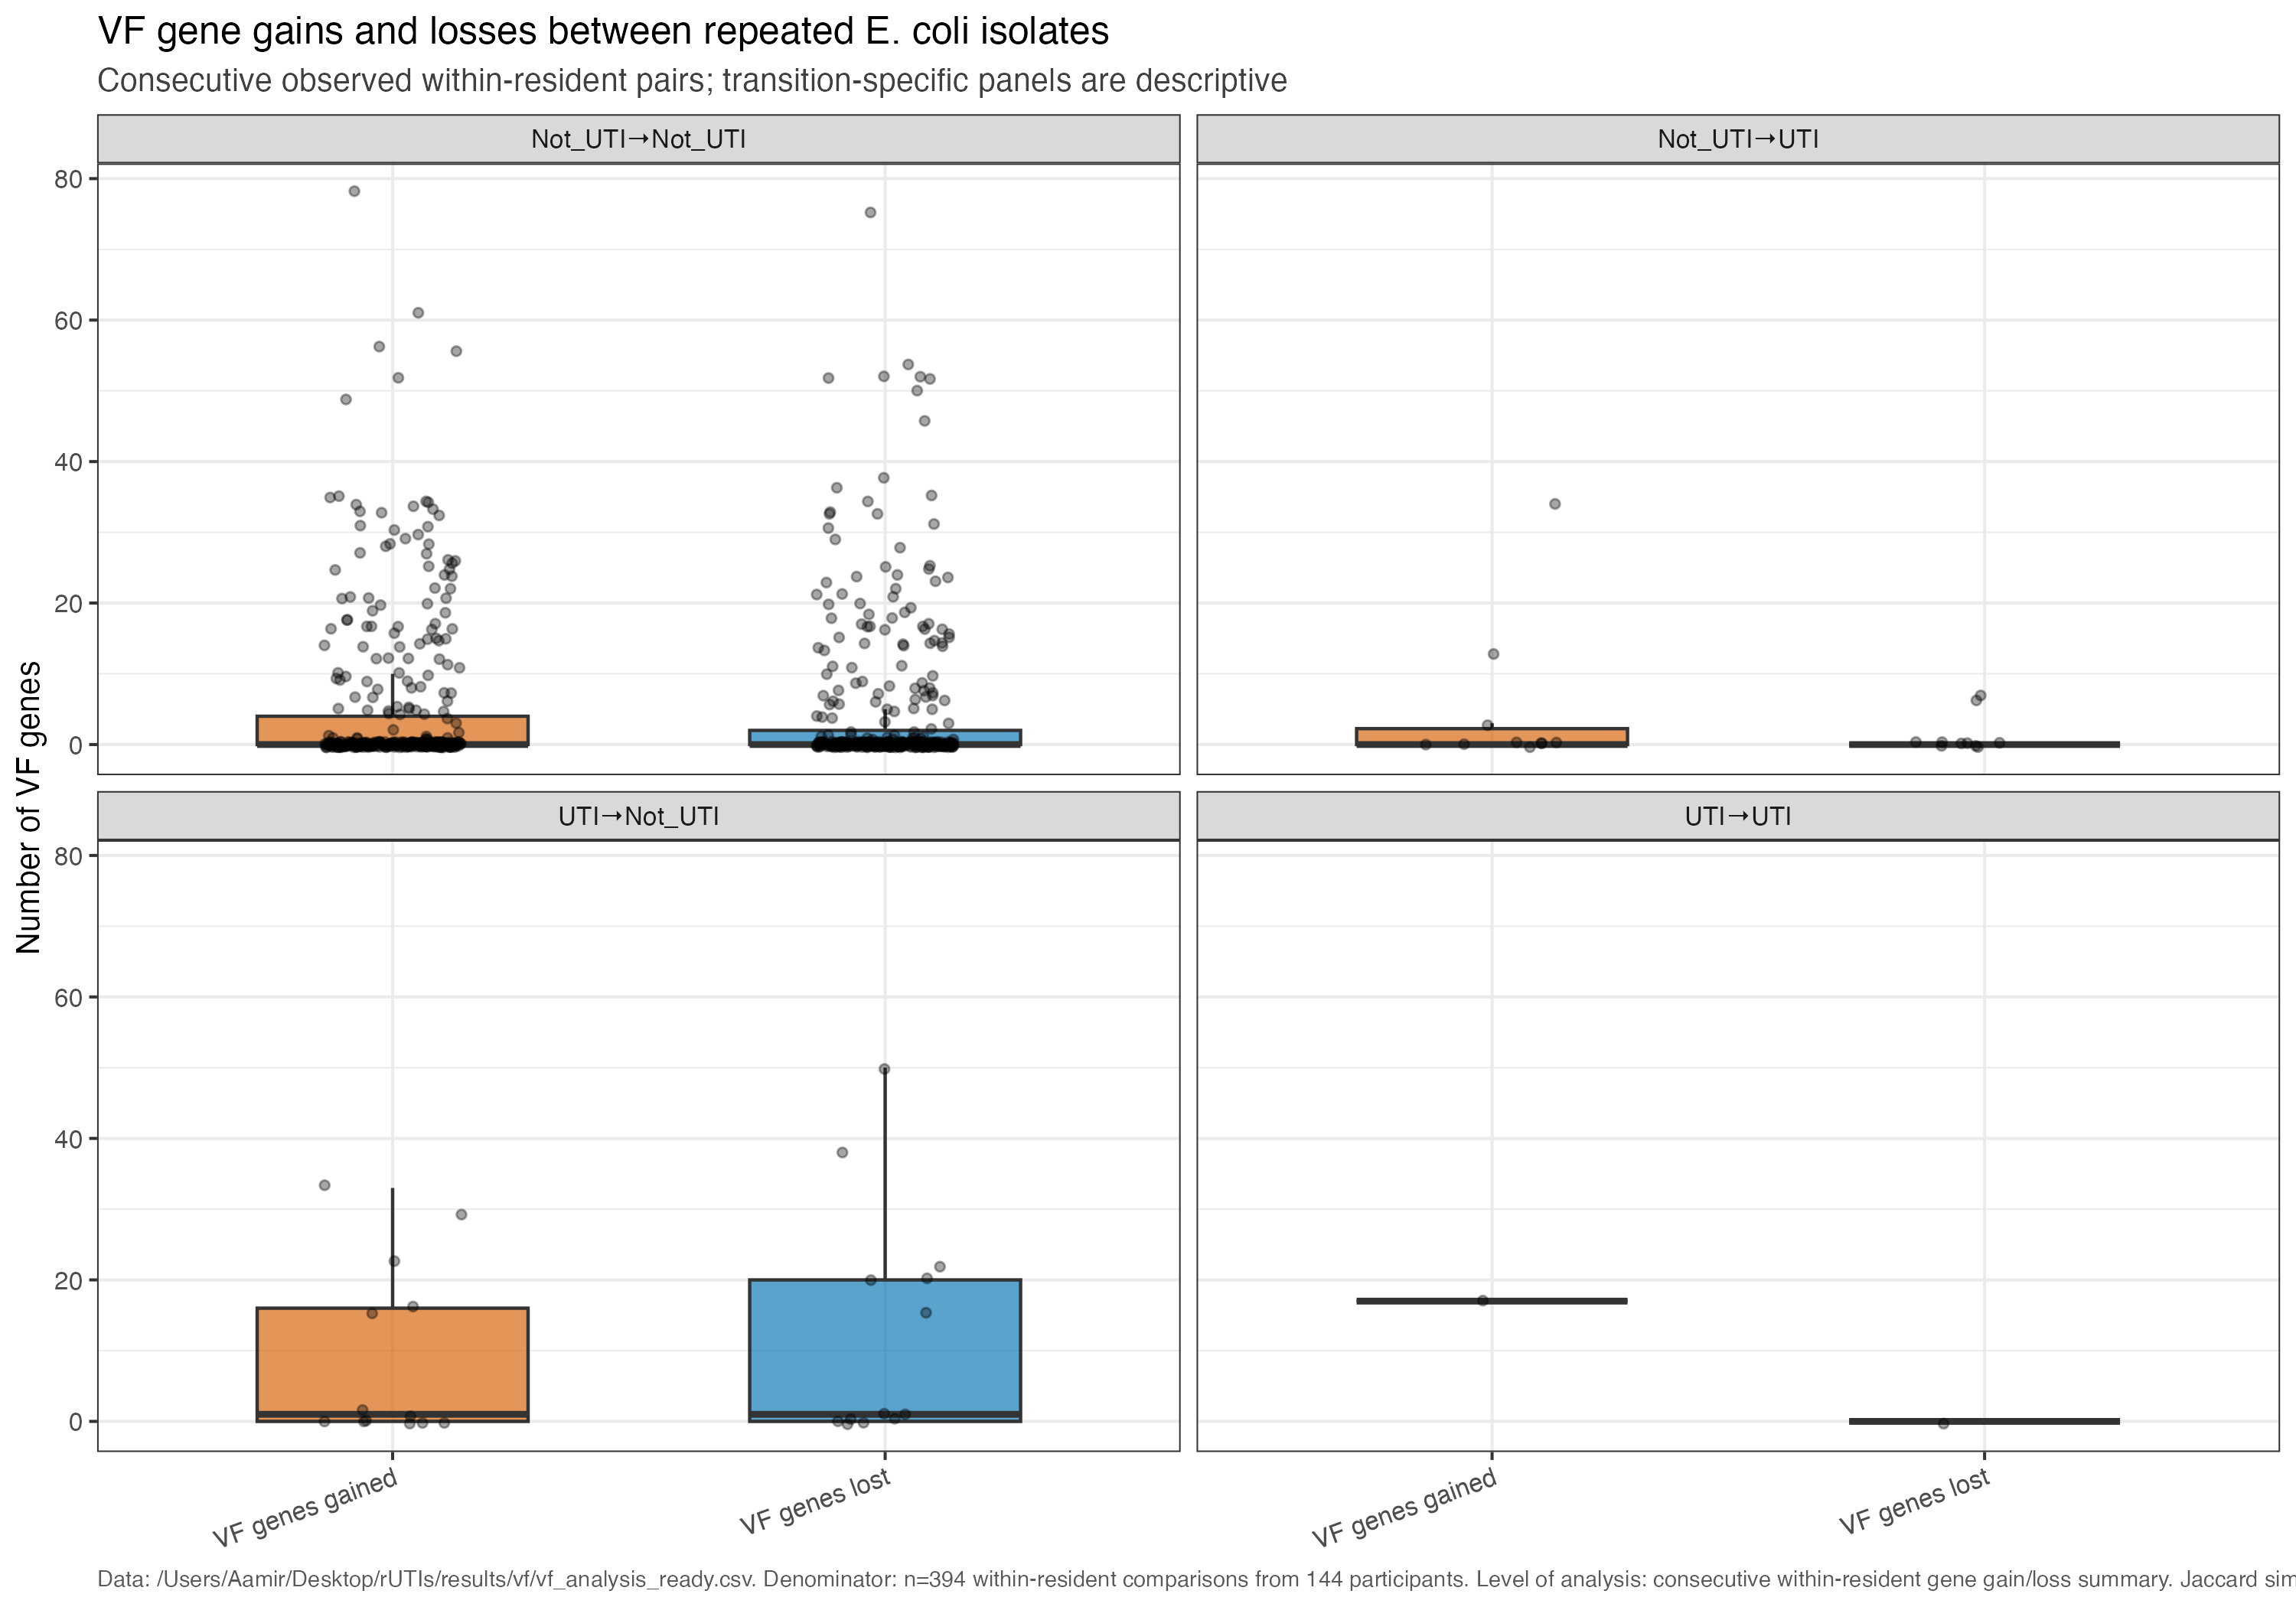 VF gene gains and losses between repeated E. coli isolates
Consecutive observed within-resident pairs; transition-specific panels are descriptive
Not_UTI→Not_UTI
Not_UTI→UTI
80
60
40
20
0
UTI→Not_UTI
UTI→UTI
80
60
40
20
0
Number of VF genes
VF genes gained
VF genes lost
VF genes gained
VF genes lost
Data: /Users/Aamir/Desktop/rUTIs/results/vf/vf_analysis_ready.csv. Denominator: n=394 within-resident comparisons from 144 participants. Level of analysis: consecutive within-resident gene gain/loss summary. Jaccard sim